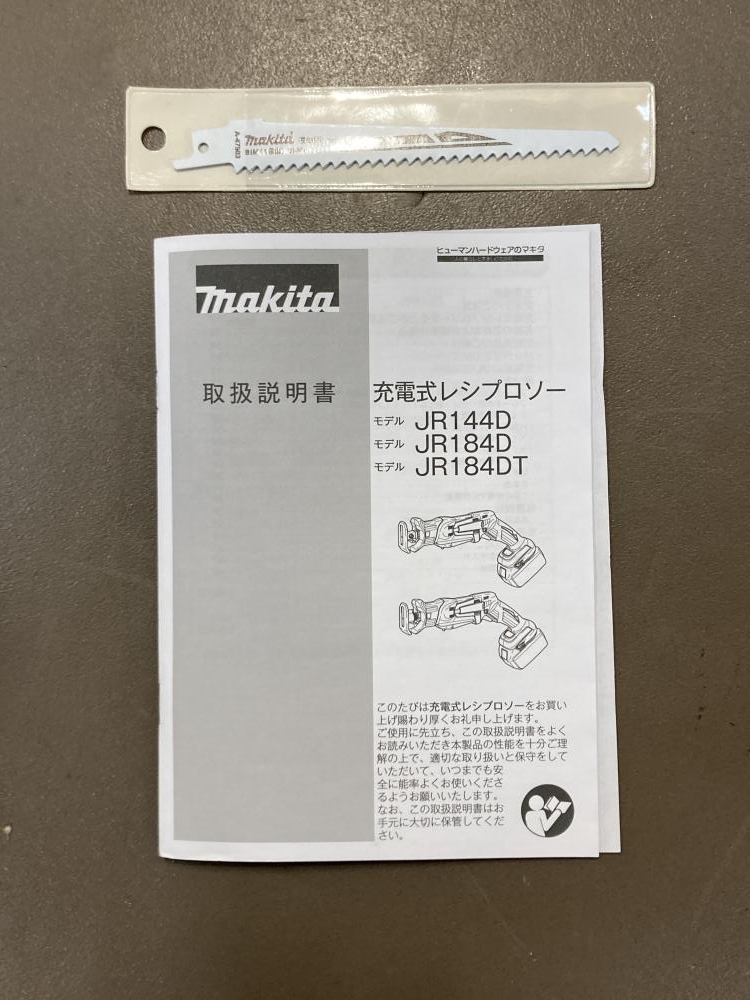 A-47903
makita
ヒューマンハードウェアのマキタ
makita
取扱説明書
充電式レシプロソー
モデル JR144D
モデル JR184D
モデル JR184DT
このたびは充電式レシプロソーをお買い
上げ賜わり厚くお礼申し上げます。
ご使用に先立ち、この取扱説明書をよく
お読みいただき本製品の性能を十分ご理
解の上で、適切な取り扱いと保守をして
いただいて、いつまでも安
全に能率よくお使いくださ
るようお願いいたします。
なお、この取扱説明書はお
手元に大切に保管してくだ
さい。